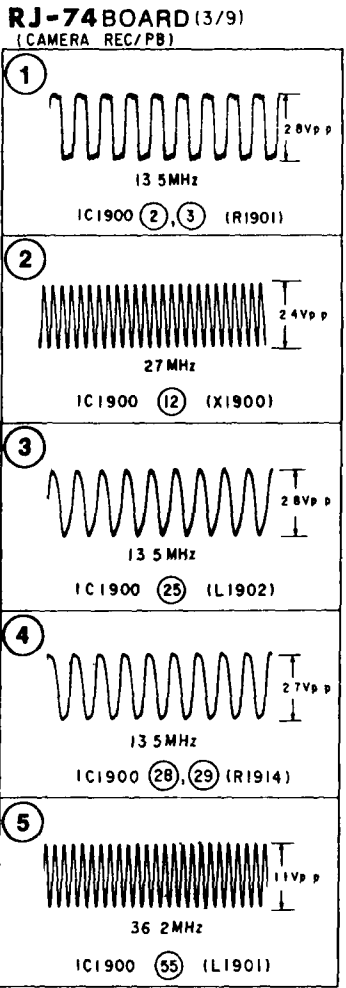 RJ-74 BOARD (3/9)
(CAMERA REC/PB)
1
2.8Vp-p
13.5MHz
IC1900 2,3 (R1901)
2
2.4Vp-p
27MHz
IC1900 12 (X1900)
3
2.8Vp-p
13.5MHz
IC1900 25 (L1902)
4
2.7Vp-p
13.5MHz
IC1900 28,29 (R1914)
5
1.1Vp-p
36.2MHz
IC1900 55 (L1901)